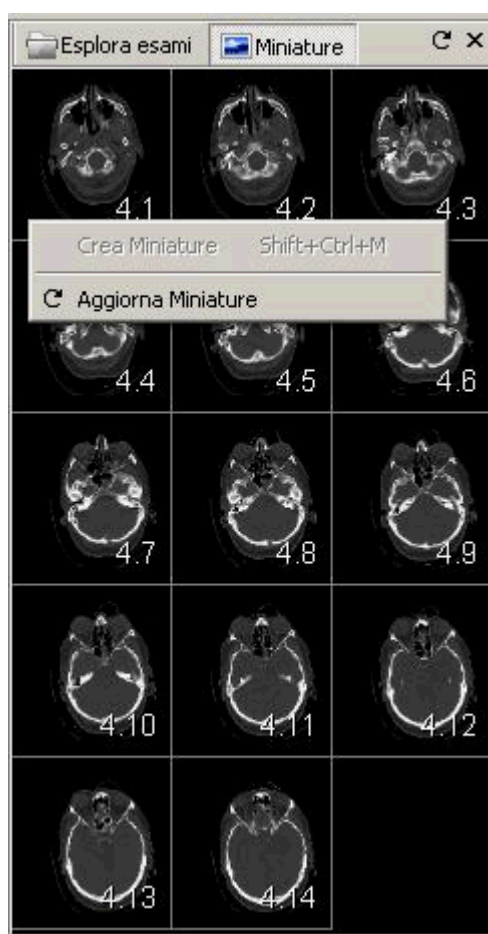 Esplora esami Miniature
4.1 4.2 4.3
Crea Miniature Shift+Ctrl+M
Aggiorna Miniature
4.4 4.5 4.6
4.7 4.8 4.9
4.10 4.11 4.12
4.13 4.14